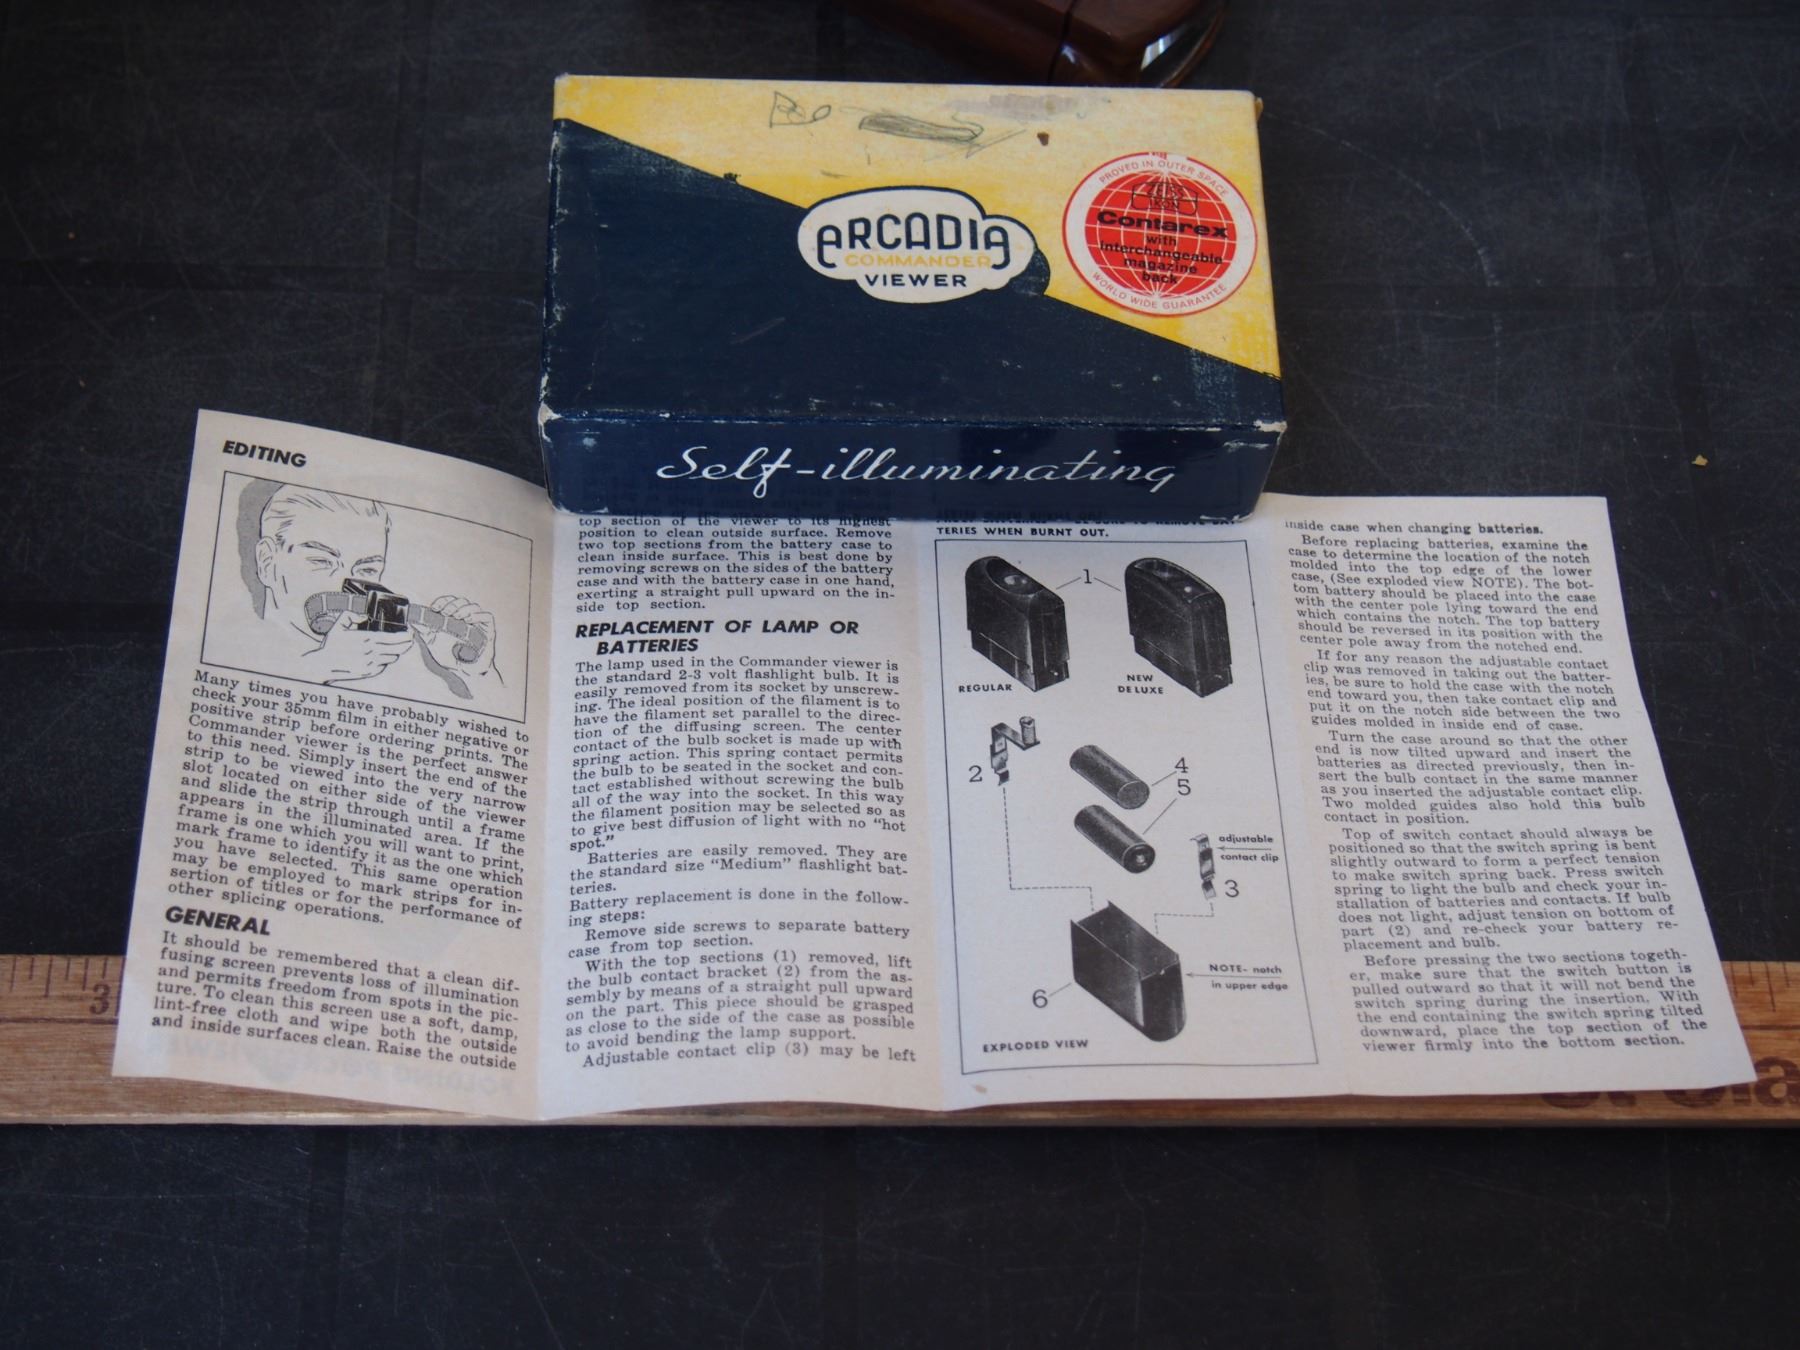 PROVED IN OUTER SPACE
ZEISS
IKON
Contarex
with
interchangeable
magazine
back
WORLD WIDE GUARANTEE
ARCADIA
COMMANDER
VIEWER
Self-illuminating
EDITING
Many times you have probably wished to
check your 35mm film in either negative or
positive strip before ordering prints. The
Commander viewer is the perfect answer
to this need. Simply insert the end of the
strip to be viewed into the very narrow
slot located on either side of the viewer
and slide the strip through until a frame
appears in the illuminated area. If the
frame is one which you will want to print,
mark frame to identify it as the one which
you have selected. This same operation
may be employed to mark strips for in-
sertion of titles or for the performance of
other splicing operations.
GENERAL
It should be remembered that a clean dif-
fusing screen prevents loss of illumination
and permits freedom from spots in the pic-
ture. To clean this screen use a soft, damp,
lint-free cloth and wipe both the outside
and inside surfaces clean. Raise the outside
top section of the viewer to its highest
position to clean outside surface. Remove
two top sections from the battery case to
clean inside surface. This is best done by
removing screws on the sides of the battery
case and with the battery case in one hand,
exerting a straight pull upward on the in-
side top section.
REPLACEMENT OF LAMP OR
BATTERIES
The lamp used in the Commander viewer is
the standard 2-3 volt flashlight bulb. It is
easily removed from its socket by unscrew-
ing. The ideal position of the filament is to
have the filament set parallel to the direc-
tion of the diffusing screen. The center
contact of the bulb socket is made up with
spring action. This spring contact permits
the bulb to be seated in the socket and con-
tact established without screwing the bulb
all of the way into the socket. In this way
the filament position may be selected so as
to give best diffusion of light with no "hot
spot."
Batteries are easily removed. They are
the standard size "Medium" flashlight bat-
teries.
Battery replacement is done in the follow-
ing steps:
Remove side screws to separate battery
case from top section.
With the top sections (1) removed, lift
the bulb contact bracket (2) from the as-
sembly by means of a straight pull upward
on the part. This piece should be grasped
as close to the side of the case as possible
to avoid bending the lamp support.
Adjustable contact clip (3) may be left
TERIES WHEN BURNT OUT.
1
REGULAR
NEW
DE LUXE
2
4
5
adjustable
contact clip
3
6
NOTE- notch
in upper edge
EXPLODED VIEW
inside case when changing batteries.
Before replacing batteries, examine the
case to determine the location of the notch
molded into the top edge of the lower
case, (See exploded view NOTE). The bot-
tom battery should be placed into the case
with the center pole lying toward the end
which contains the notch. The top battery
should be reversed in its position with the
center pole away from the notched end.
If for any reason the adjustable contact
clip was removed in taking out the batter-
ies, be sure to hold the case with the notch
end toward you, then take contact clip and
put it on the notch side between the two
guides molded in inside end of case.
Turn the case around so that the other
end is now tilted upward and insert the
batteries as directed previously, then in-
sert the bulb contact in the same manner
as you inserted the adjustable contact clip.
Two molded guides also hold this bulb
contact in position.
Top of switch contact should always be
positioned so that the switch spring is bent
slightly outward to form a perfect tension
to make switch spring back. Press switch
spring to light the bulb and check your in-
stallation of batteries and contacts. If bulb
does not light, adjust tension on bottom of
part (2) and re-check your battery re-
placement and bulb.
Before pressing the two sections togeth-
er, make sure that the switch button is
pulled outward so that it will not bend the
switch spring during the insertion. With
the end containing the switch spring tilted
downward, place the top section of the
viewer firmly into the bottom section.
3